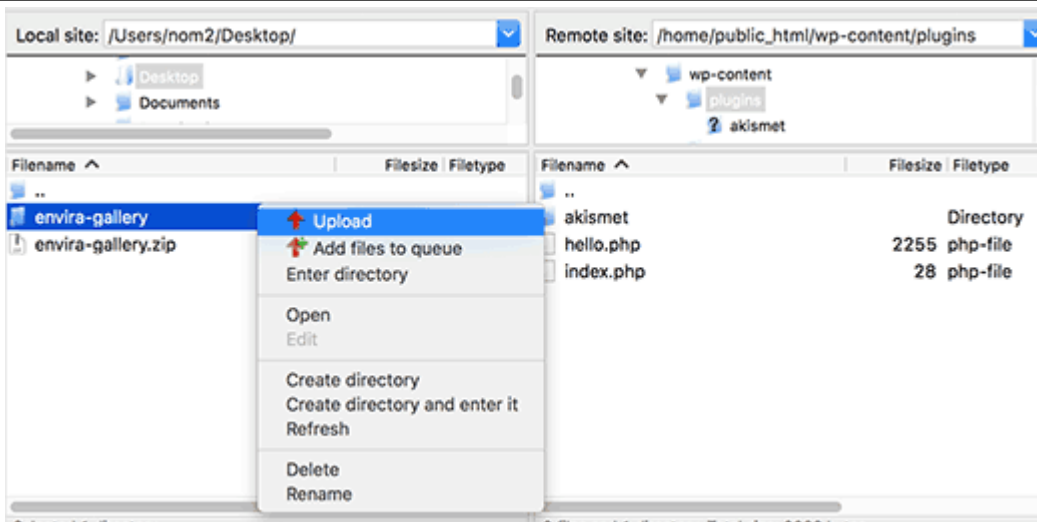 Local site: /Users/nom2/Desktop/
Desktop
Documents
Filename Filesize Filetype
..
envira-gallery
envira-gallery.zip
Upload
Add files to queue
Enter directory
Open
Edit
Create directory
Create directory and enter it
Refresh
Delete
Rename
Remote site: /home/public_html/wp-content/plugins
wp-content
plugins
? akismet
Filename Filesize Filetype
..
akismet Directory
hello.php 2255 php-file
index.php 28 php-file